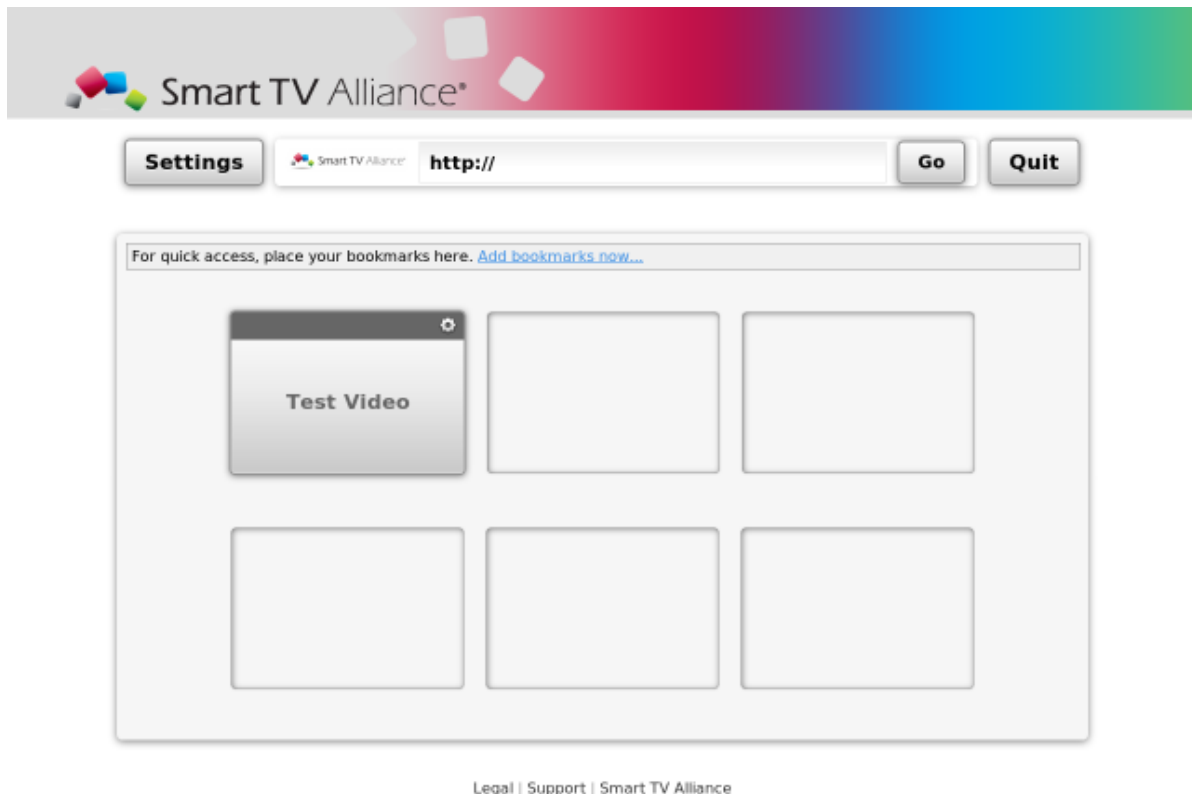 Smart TV Alliance®
Settings
Smart TV Alliance®
http://
Go
Quit
For quick access, place your bookmarks here. Add bookmarks now...
Test Video
Legal | Support | Smart TV Alliance